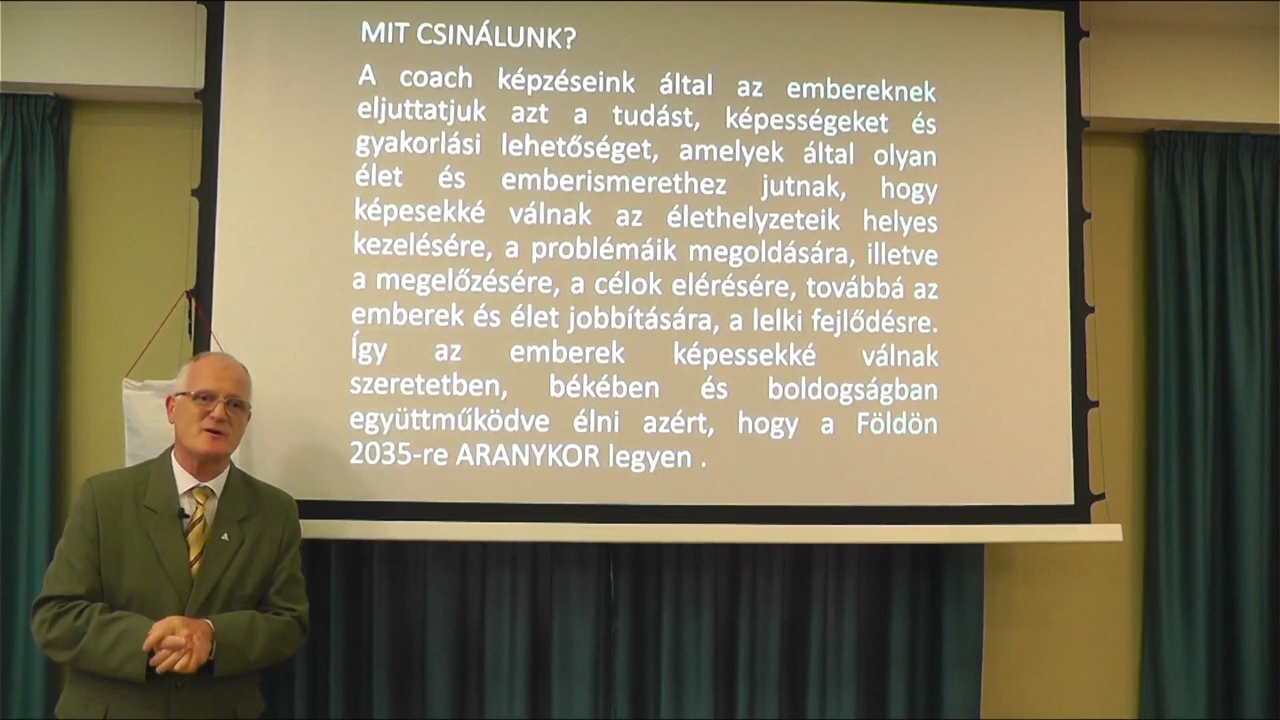 MIT CSINÁLUNK?
A coach képzéseink által az embereknek
eljuttatjuk azt a tudást, képességeket és
gyakorlási lehetőséget, amelyek által olyan
élet és emberismerethez jutnak, hogy
képesekké válnak az élethelyzeteik helyes
kezelésére, a problémáik megoldására, illetve
a megelőzésére, a célok elérésére, továbbá az
emberek és élet jobbítására, a lelki fejlődésre.
Így az emberek képessekké válnak
szeretetben, békében és boldogságban
együttműködve élni azért, hogy a Földön
2035-re ARANYKOR legyen .